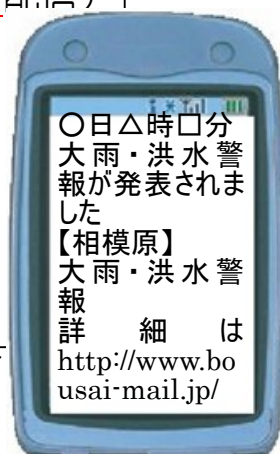 〇日△時□分
大雨・洪水警
報が発表されま
した
【相模原】
大雨・洪水警
報
詳細は
http://www.bo
usai-mail.jp/